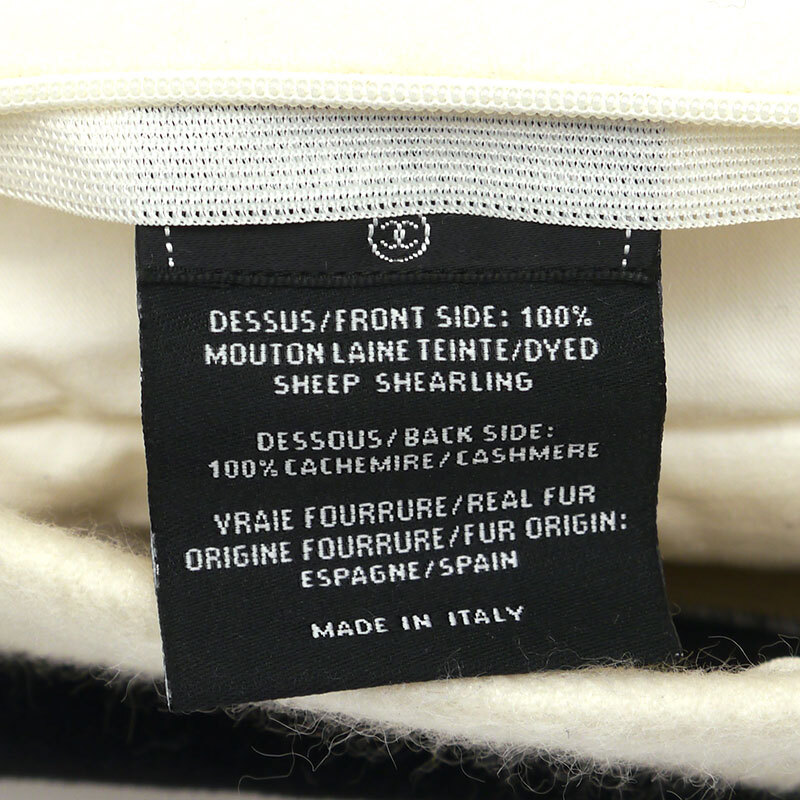 DESSUS/FRONT SIDE: 100%
MOUTON LAINE TEINTE/DYED
SHEEP SHEARLING
DESSOUS/BACK SIDE:
100% CACHEMIRE/CASHMERE
VRAIE FOURRURE/REAL FUR
ORIGINE FOURRURE/FUR ORIGIN:
ESPAGNE/SPAIN
MADE IN ITALY